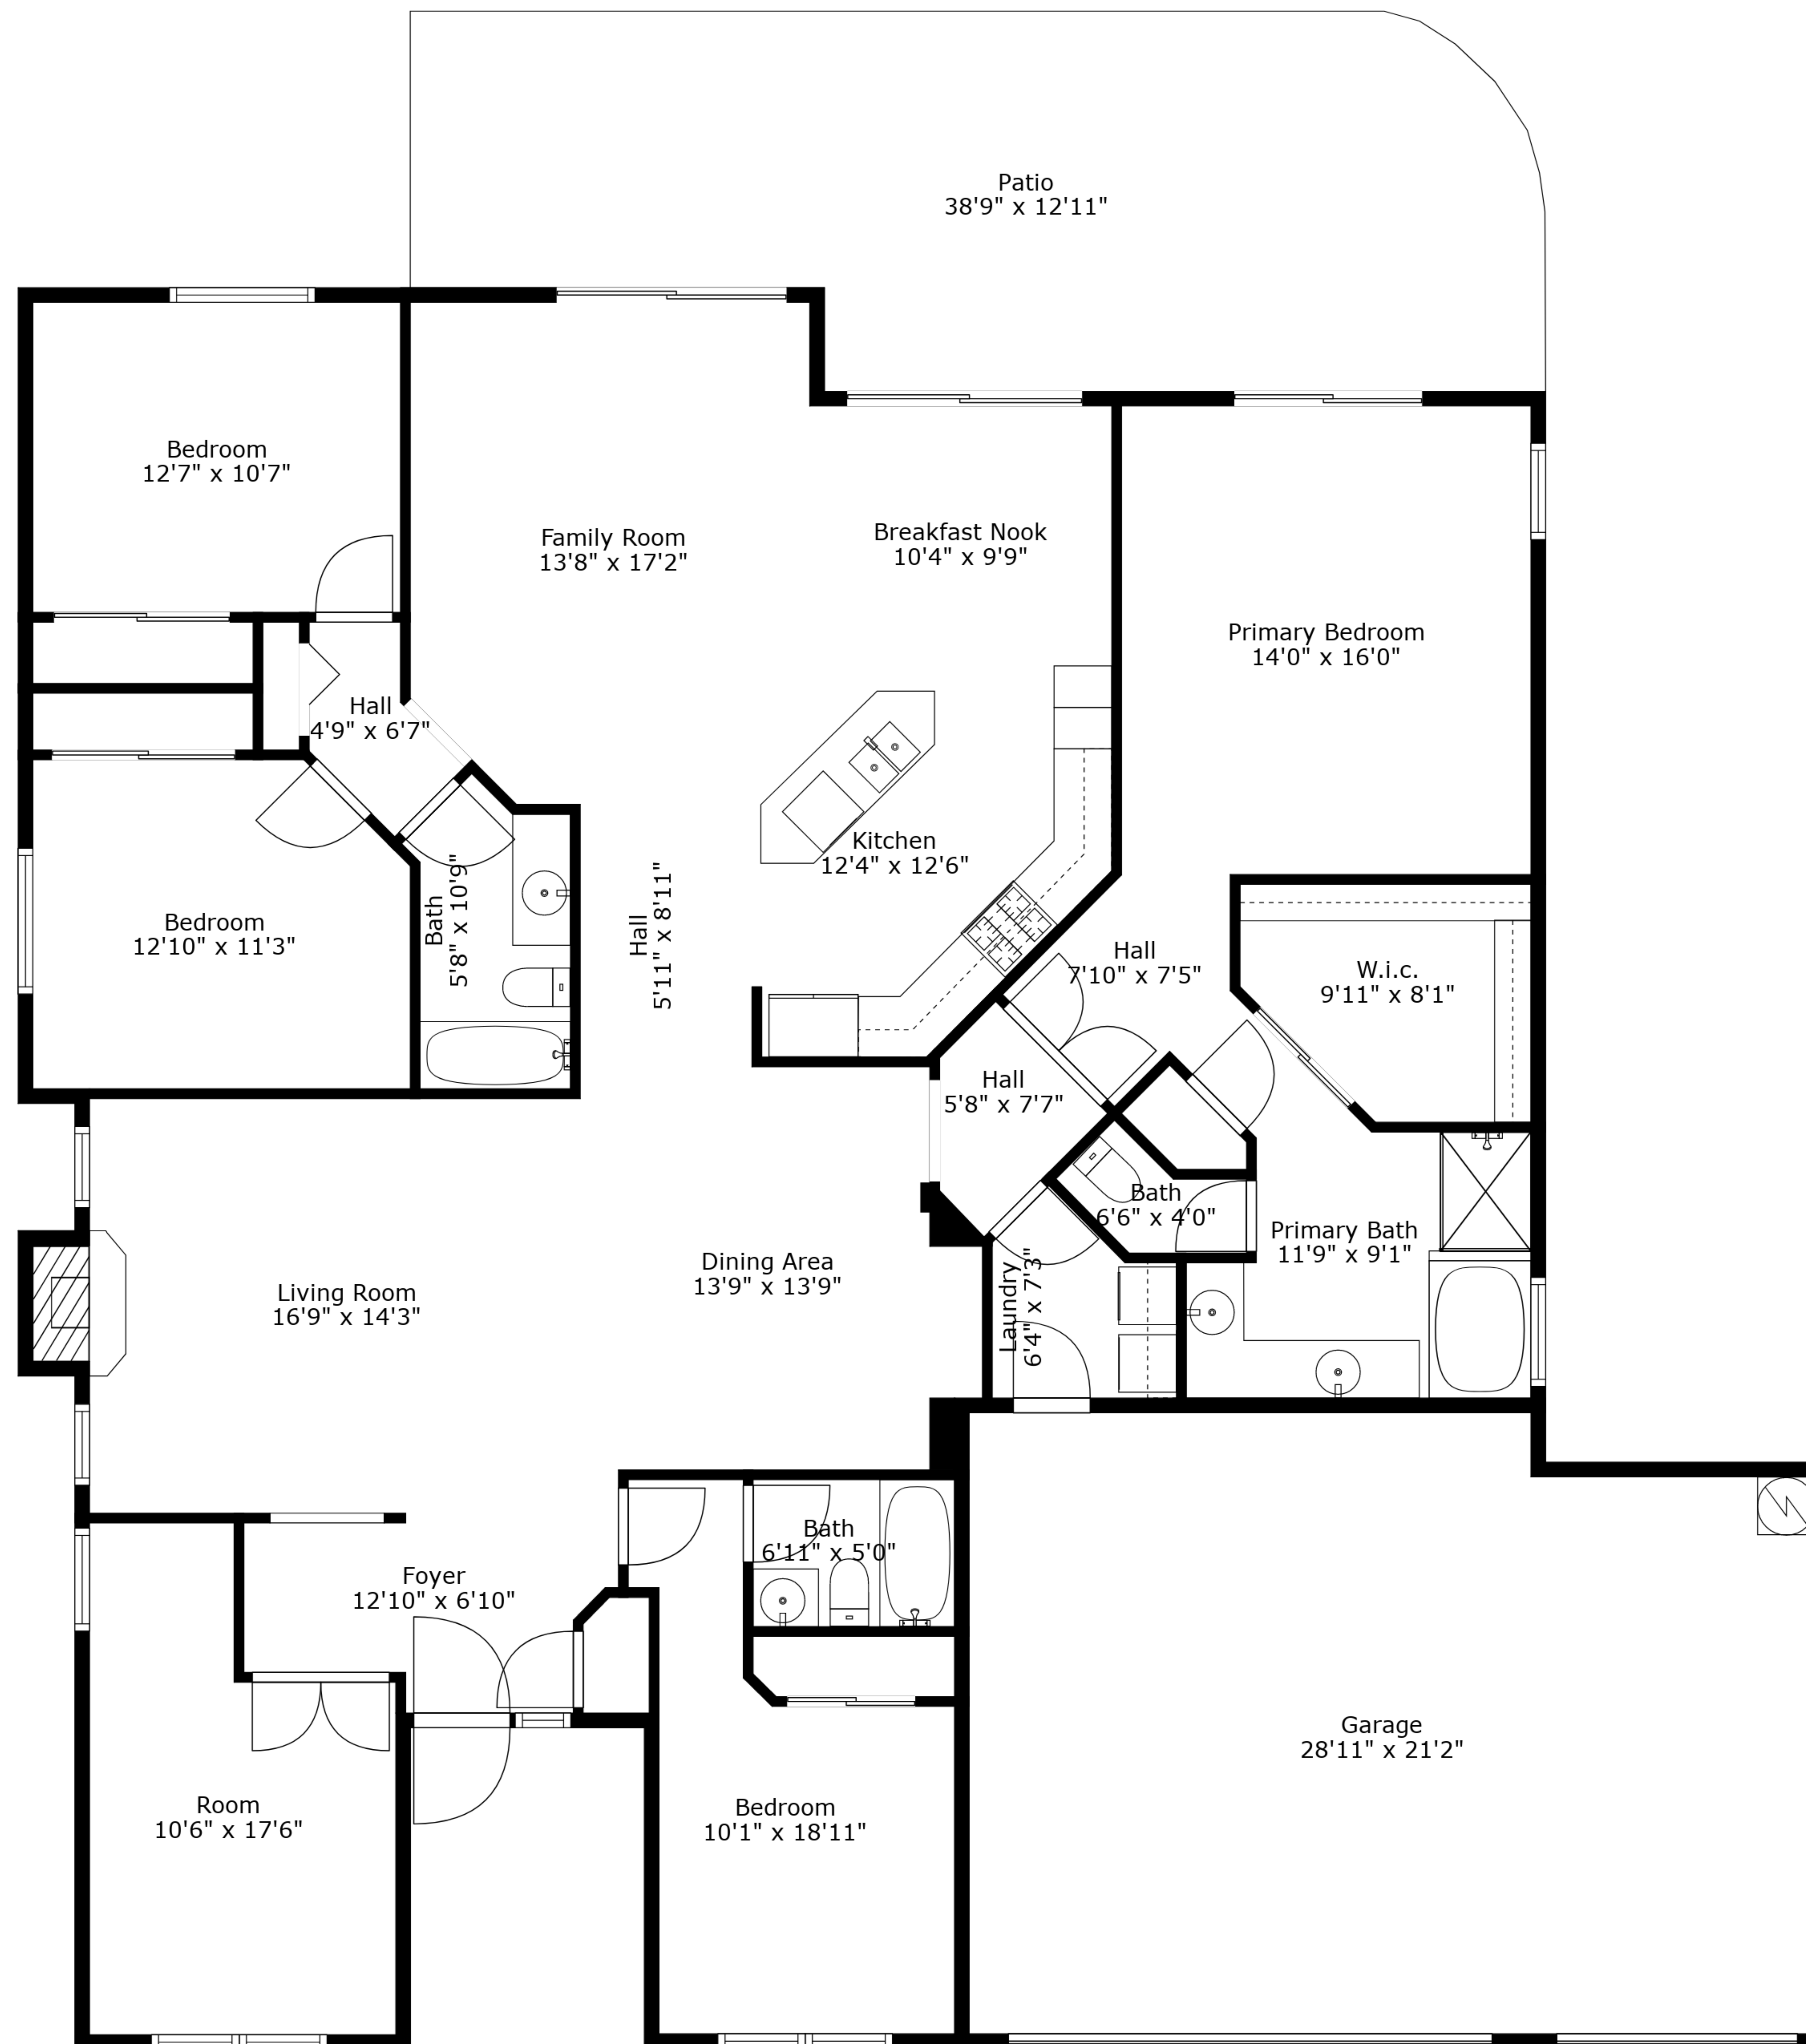 Patio
38'9" x 12'11"
Bedroom
12'7" x 10'7"
Family Room
13'8" x 17'2"
Breakfast Nook
10'4" x 9'9"
Primary Bedroom
14'0" x 16'0"
Hall
4'9" x 6'7"
Kitchen
12'4" x 12'6"
Bedroom
12'10" x 11'3"
Bath
5'8" x 10'9"
Hall
5'11" x 8'11"
Hall
7'10" x 7'5"
W.i.c.
9'11" x 8'1"
Hall
5'8" x 7'7"
Bath
6'6" x 4'0"
Primary Bath
11'9" x 9'1"
Living Room
16'9" x 14'3"
Dining Area
13'9" x 13'9"
Laundry
6'4" x 7'3"
Bath
6'11" x 5'0"
Foyer
12'10" x 6'10"
Garage
28'11" x 21'2"
Room
10'6" x 17'6"
Bedroom
10'1" x 18'11"